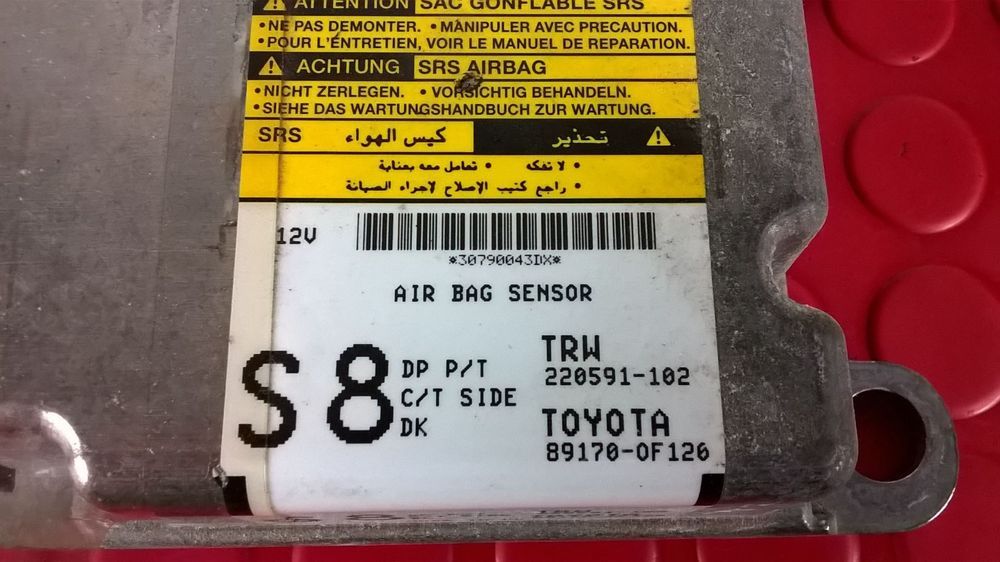 ATTENTION SAC GONFLABLE SRS
•NE PAS DEMONTER. •MANIPULER AVEC PRECAUTION.
•POUR L'ENTRETIEN, VOIR LE MANUEL DE REPARATION.
ACHTUNG SRS AIRBAG
•NICHT ZERLEGEN. •VORSICHTIG BEHANDELN.
•SIEHE DAS WARTUNGSHANDBUCH ZUR WARTUNG.
تحذير كيس الهواء SRS
• لا تفكه • تعامل معه بعناية
• راجع كتيب الإصلاح لاجراء الصيانة
12V
*30790043DX*
AIR BAG SENSOR
S8
DP P/T
C/T SIDE
DK
TRW
220591-102
TOYOTA
89170-0F120